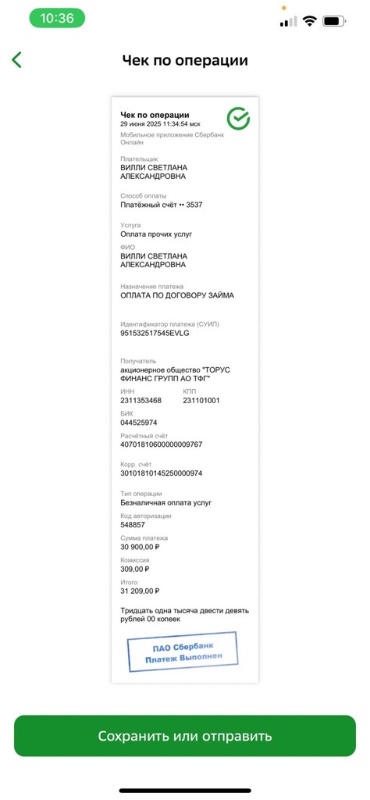 10:36
Чек по операции
Чек по операции
29 июня 2025 11:34:54 мск
Мобильное приложение Сбербанк
Онлайн
Плательщик
ВИЛЛИ СВЕТЛАНА
АЛЕКСАНДРОВНА
Способ оплаты
Платёжный счёт •• 3537
Услуга
Оплата прочих услуг
ФИО
ВИЛЛИ СВЕТЛАНА
АЛЕКСАНДРОВНА
Назначение платежа
ОПЛАТА ПО ДОГОВОРУ ЗАЙМА
Идентификатор платежа (СУИП)
951532517545EVLG
Получатель
акционерное общество "ТОРУС
ФИНАНС ГРУПП АО ТФГ"
ИНН КПП
2311353468 231101001
БИК
044525974
Расчётный счёт
40701810600000009767
Корр. счёт
30101810145250000974
Тип операции
Безналичная оплата услуг
Код авторизации
548857
Сумма платежа
30 900,00 ₽
Комиссия
309,00 ₽
Итого
31 209,00 ₽
Тридцать одна тысяча двести девять
рублей 00 копеек
ПАО Сбербанк
Платеж Выполнен
Сохранить или отправить